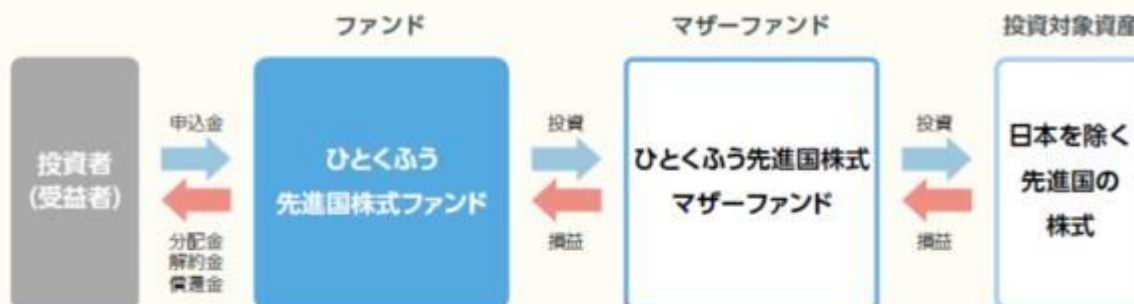 ファンド
マザーファンド
投資対象資産
投資者
(受益者)
申込金
分配金
解約金
償還金
ひとくふう
先進国株式ファンド
投資
損益
ひとくふう先進国株式
マザーファンド
投資
損益
日本を除く
先進国の
株式